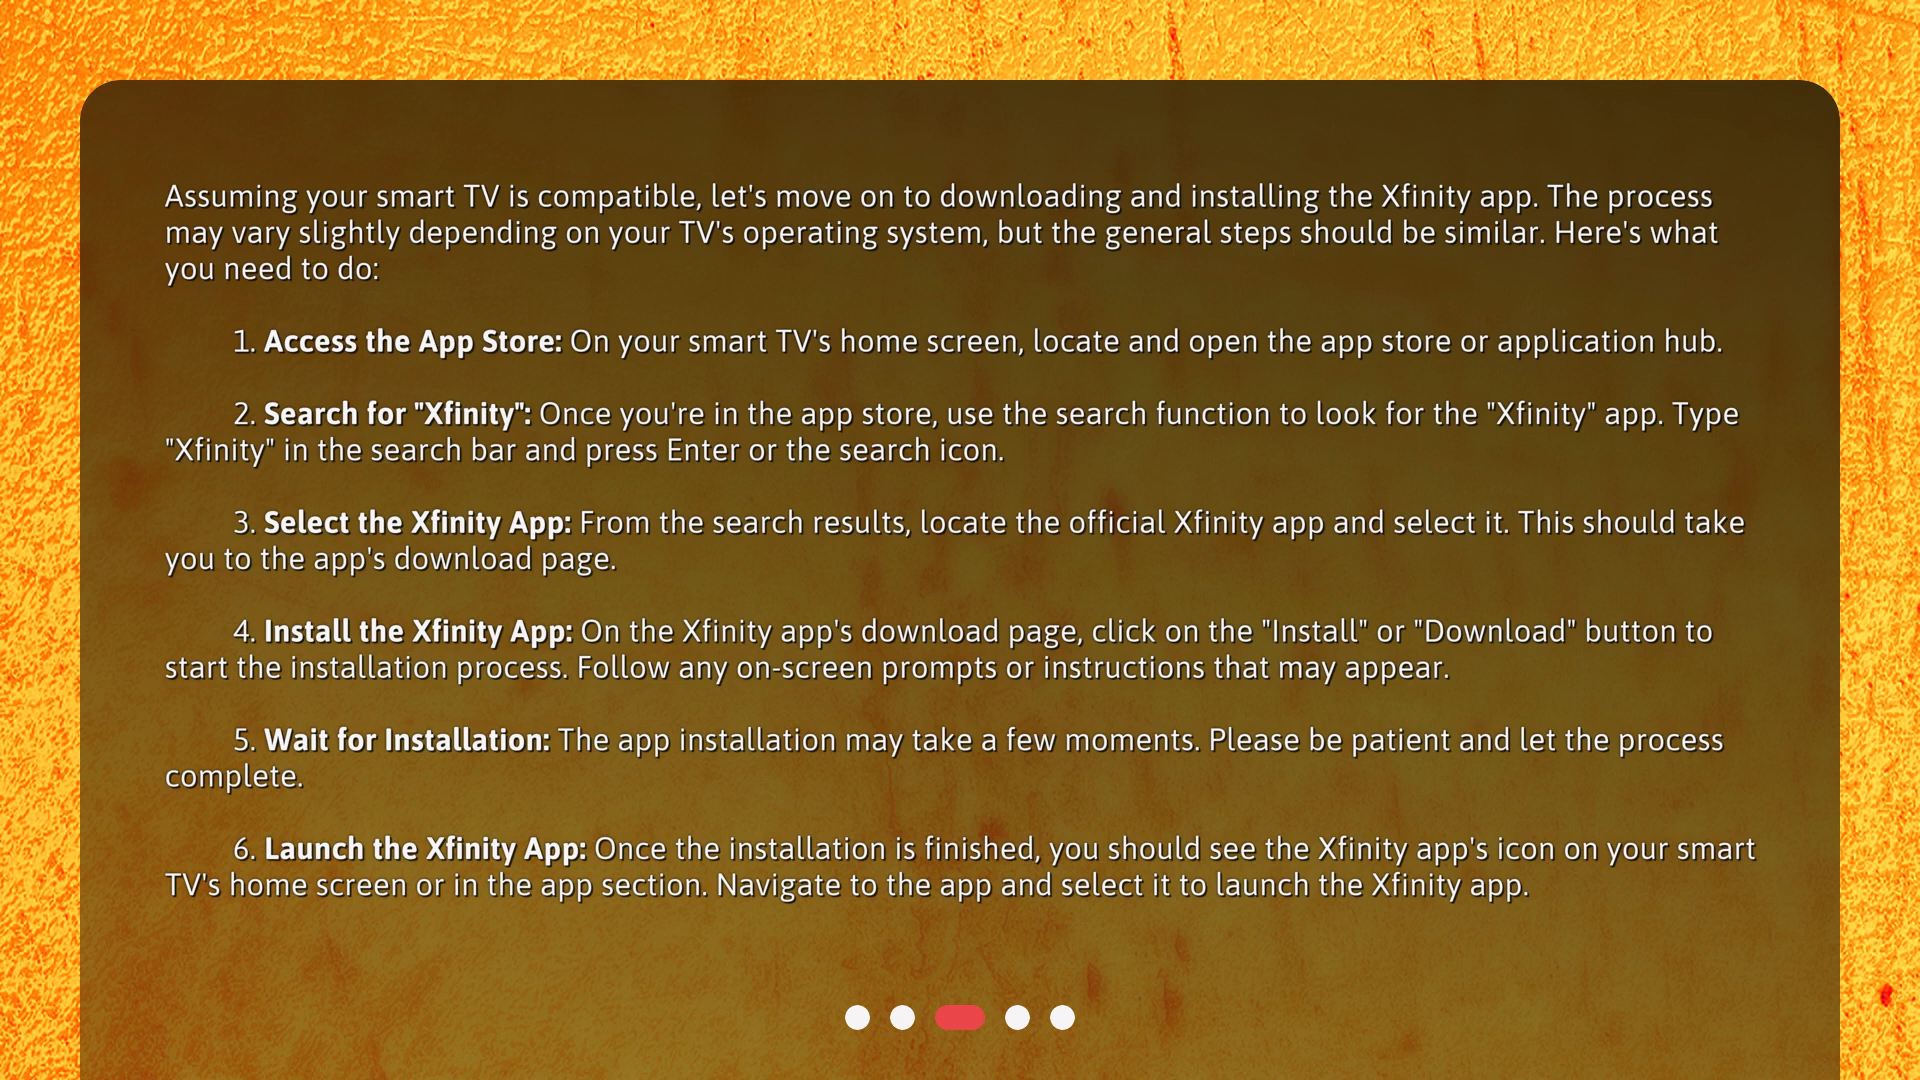 Assuming your smart TV is compatible, let's move on to downloading and installing the Xfinity app. The process
may vary slightly depending on your TV's operating system, but the general steps should be similar. Here's what
you need to do:
1. Access the App Store: On your smart TV's home screen, locate and open the app store or application hub.
2. Search for "Xfinity": Once you're in the app store, use the search function to look for the "Xfinity" app. Type
"Xfinity" in the search bar and press Enter or the search icon.
3. Select the Xfinity App: From the search results, locate the official Xfinity app and select it. This should take
you to the app's download page.
4. Install the Xfinity App: On the Xfinity app's download page, click on the "Install" or "Download" button to
start the installation process. Follow any on-screen prompts or instructions that may appear.
5. Wait for Installation: The app installation may take a few moments. Please be patient and let the process
complete.
6. Launch the Xfinity App: Once the installation is finished, you should see the Xfinity app's icon on your smart
TV's home screen or in the app section. Navigate to the app and select it to launch the Xfinity app.